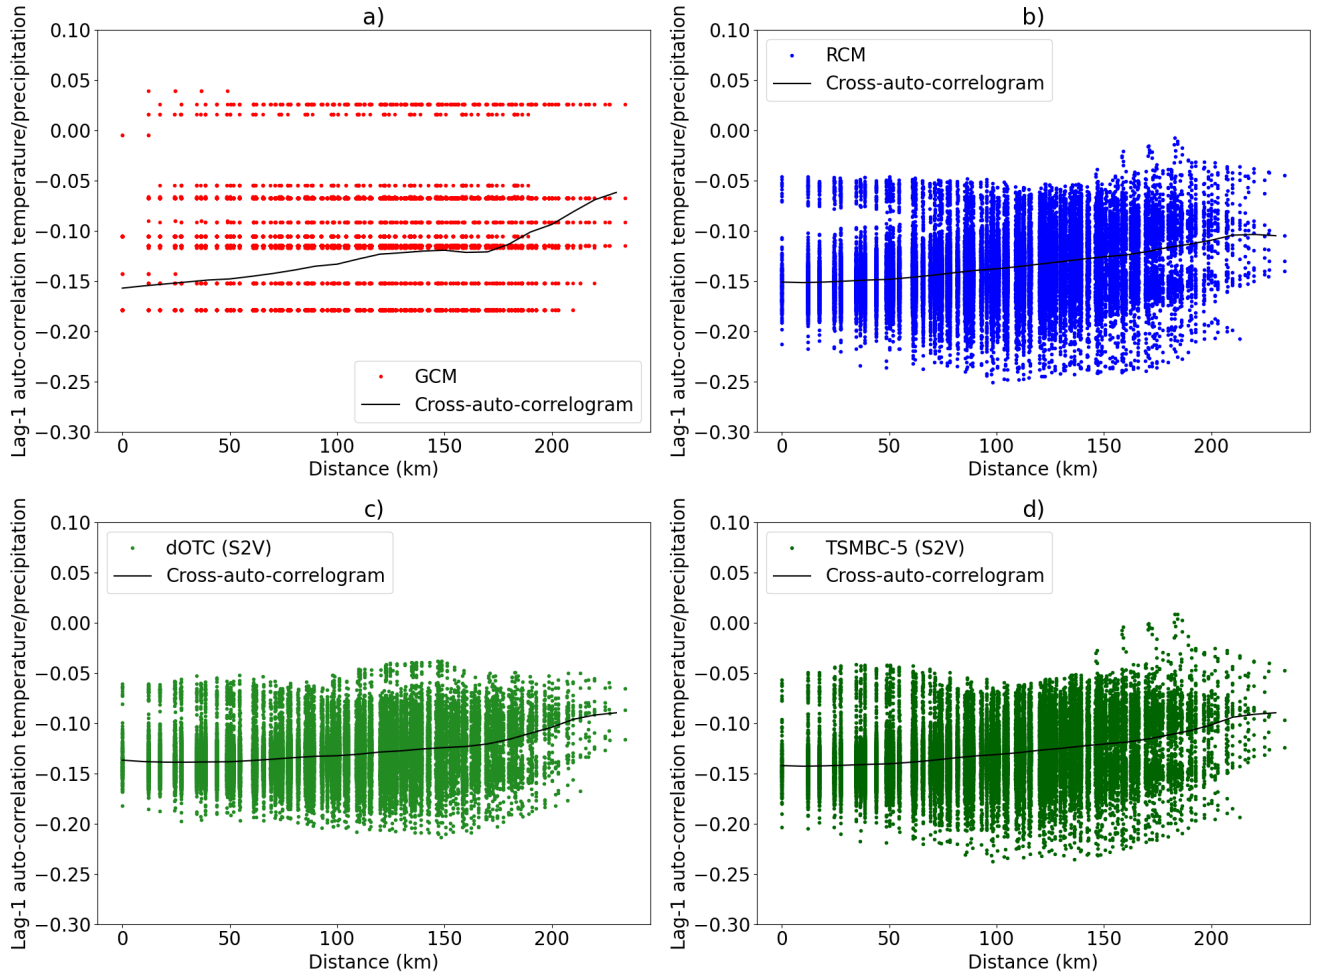 a)
Lag-1 auto-correlation temperature/precipitation
0.10
0.05
0.00
−0.05
−0.10
−0.15
−0.20
−0.25
−0.30
GCM
Cross-auto-correlogram
0 50 100 150 200
Distance (km)
b)
Lag-1 auto-correlation temperature/precipitation
0.10
0.05
0.00
−0.05
−0.10
−0.15
−0.20
−0.25
−0.30
RCM
Cross-auto-correlogram
0 50 100 150 200
Distance (km)
c)
Lag-1 auto-correlation temperature/precipitation
0.10
0.05
0.00
−0.05
−0.10
−0.15
−0.20
−0.25
−0.30
dOTC (S2V)
Cross-auto-correlogram
0 50 100 150 200
Distance (km)
d)
Lag-1 auto-correlation temperature/precipitation
0.10
0.05
0.00
−0.05
−0.10
−0.15
−0.20
−0.25
−0.30
TSMBC-5 (S2V)
Cross-auto-correlogram
0 50 100 150 200
Distance (km)